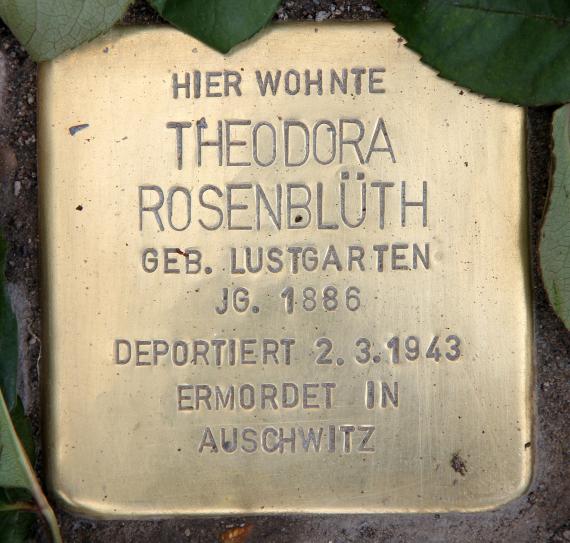 HIER WOHNTE
THEODORA
ROSENBLÜTH
GEB. LUSTGARTEN
JG. 1886
DEPORTIERT 2.3.1943
ERMORDET IN
AUSCHWITZ